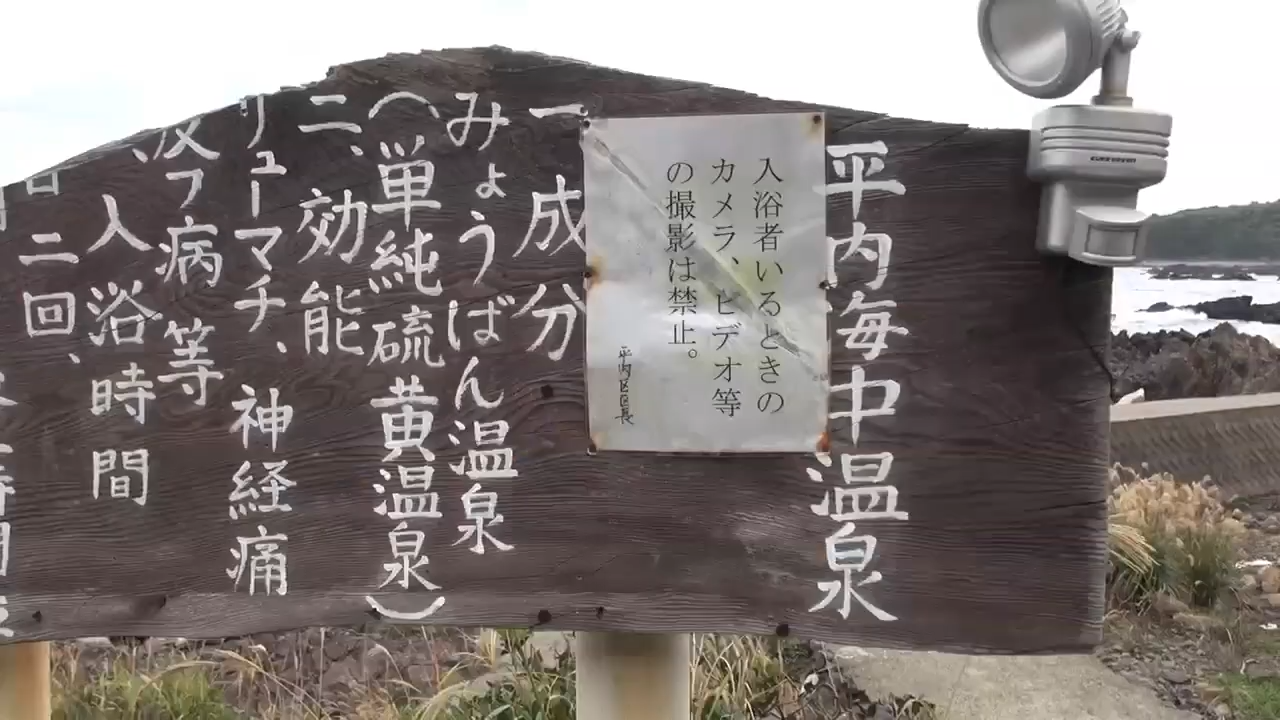 平内海中温泉
入浴者いるときの
カメラ、ビデオ等
の撮影は禁止。
平内区区長
一 成分
みょうばん温泉
(単純硫黄温泉)
二、効能
リューマチ、神経痛
皮フ病等
、入浴時間
二回、